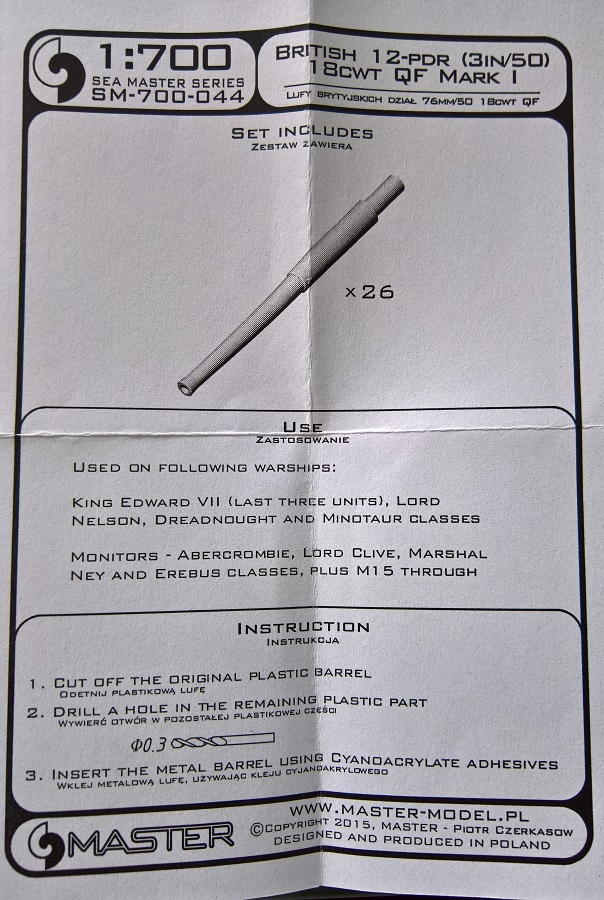 1:700
SEA MASTER SERIES
SM-700-044
BRITISH 12-PDR (3IN/50)
18CWT QF MARK I
LUFY BRYTYJSKICH DZIAŁ 76MM/50 18CWT QF
SET INCLUDES
ZESTAW ZAWIERA
x26
USE
ZASTOSOWANIE
USED ON FOLLOWING WARSHIPS:
KING EDWARD VII (LAST THREE UNITS), LORD
NELSON, DREADNOUGHT AND MINOTAUR CLASSES
MONITORS - ABERCROMBIE, LORD CLIVE, MARSHAL
NEY AND EREBUS CLASSES, PLUS M15 THROUGH
INSTRUCTION
INSTRUKCJA
1. CUT OFF THE ORIGINAL PLASTIC BARREL
ODETNIJ PLASTIKOWĄ LUFĘ
2. DRILL A HOLE IN THE REMAINING PLASTIC PART
WYWIERĆ OTWÓR W POZOSTAŁEJ PLASTIKOWEJ CZĘŚCI
Φ0.3
3. INSERT THE METAL BARREL USING CYANOACRYLATE ADHESIVES
WKLEJ METALOWĄ LUFĘ, UŻYWAJĄC KLEJU CYJANOAKRYLOWEGO
MASTER
WWW.MASTER-MODEL.PL
©COPYRIGHT 2015, MASTER - PIOTR CZERKASOW
DESIGNED AND PRODUCED IN POLAND